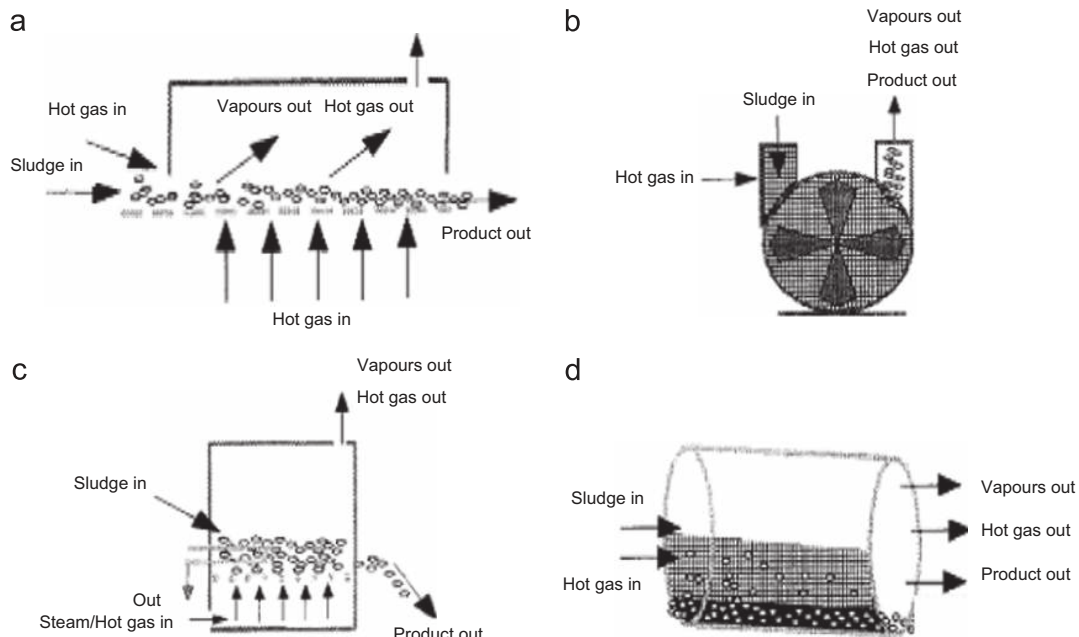 a
Hot gas in
Vapours out
Hot gas out
Sludge in
Product out
Hot gas in
b
Vapours out
Hot gas out
Product out
Sludge in
Hot gas in
c
Vapours out
Hot gas out
Sludge in
Out
Steam/Hot gas in
Product out
d
Sludge in
Hot gas in
Vapours out
Hot gas out
Product out